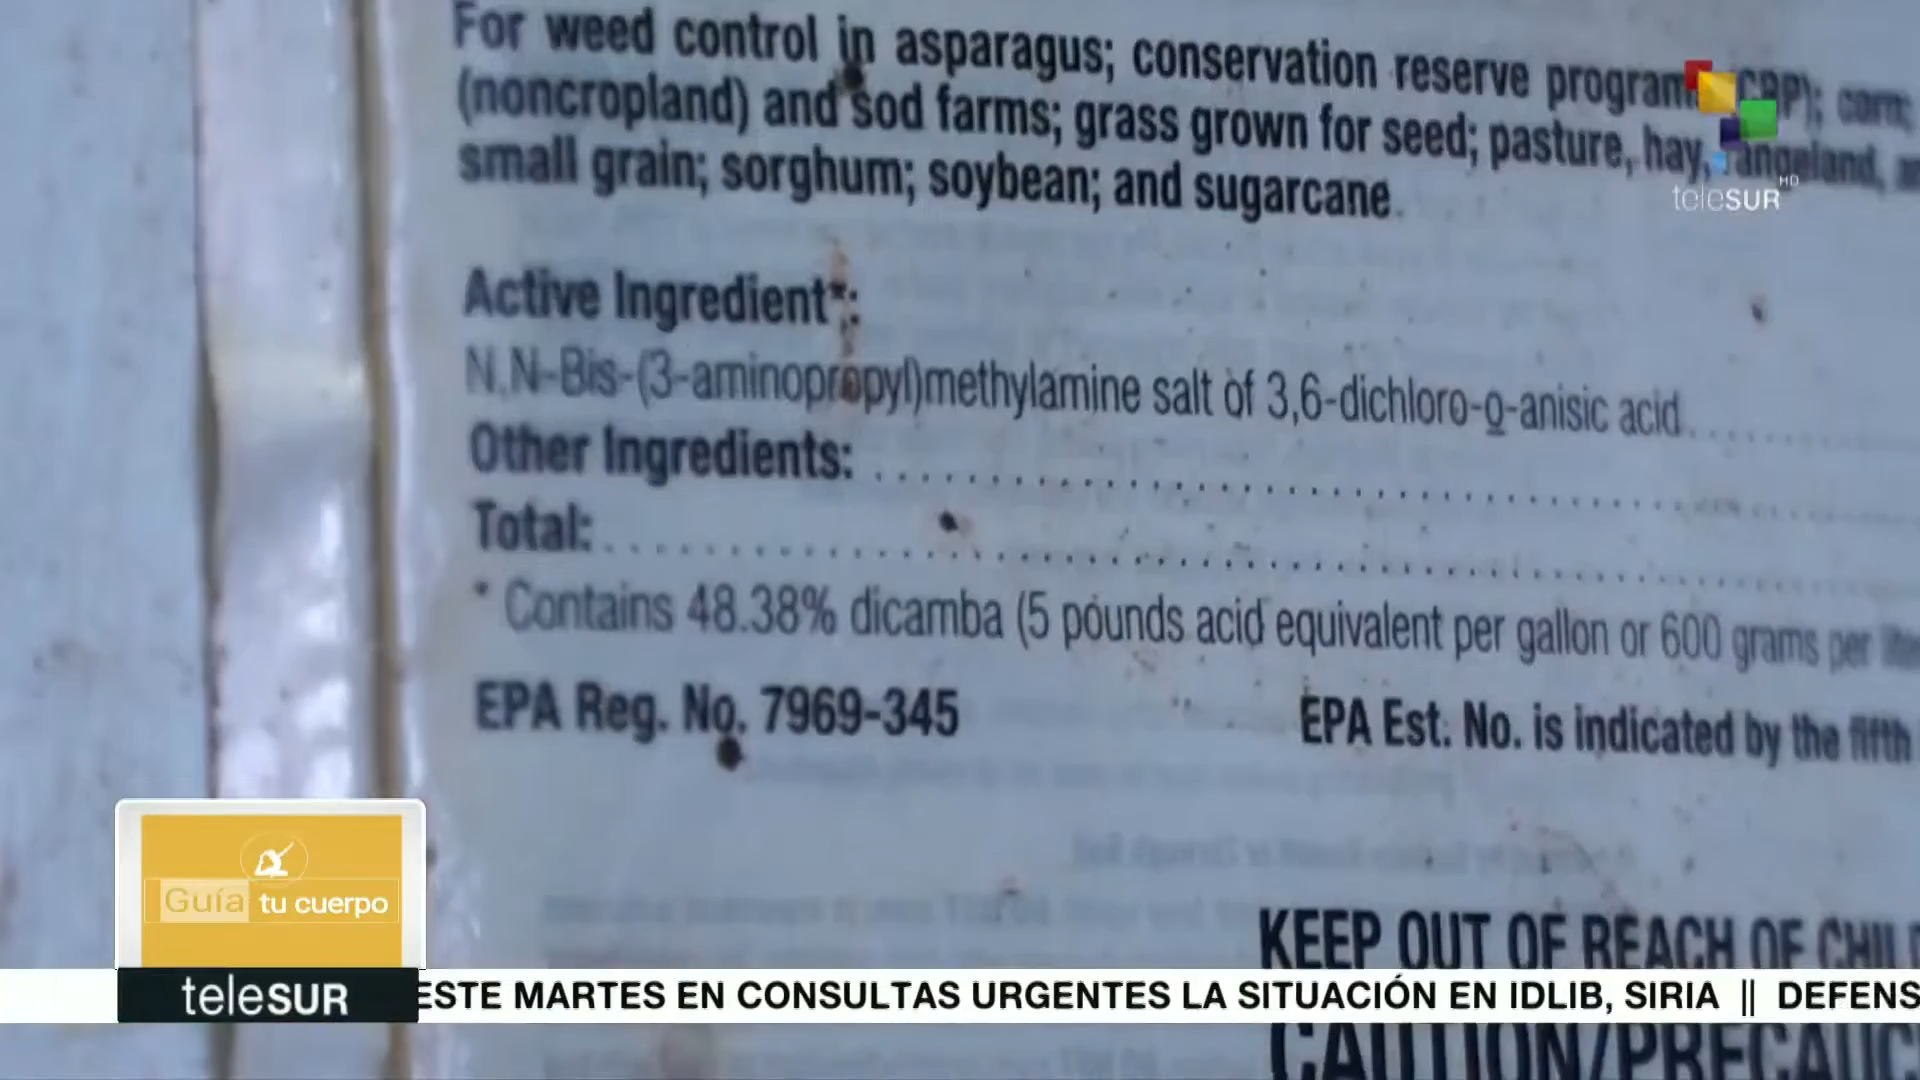 For weed control in asparagus; conservation reserve program (CRP); corn;
(noncropland) and sod farms; grass grown for seed; pasture, hay, rangeland,
small grain; sorghum; soybean; and sugarcane.
teleSUR HD
Active Ingredient*:
N,N-Bis-(3-aminopropyl)methylamine salt of 3,6-dichloro-o-anisic acid
Other Ingredients:
Total:
* Contains 48.38% dicamba (5 pounds acid equivalent per gallon or 600 grams per
EPA Reg. No. 7969-345
EPA Est. No. is indicated by the fifth
Guía tu cuerpo
KEEP OUT OF REACH OF CHIL
teleSUR
ESTE MARTES EN CONSULTAS URGENTES LA SITUACIÓN EN IDLIB, SIRIA || DEFENS
CAUTION/PRECAUC